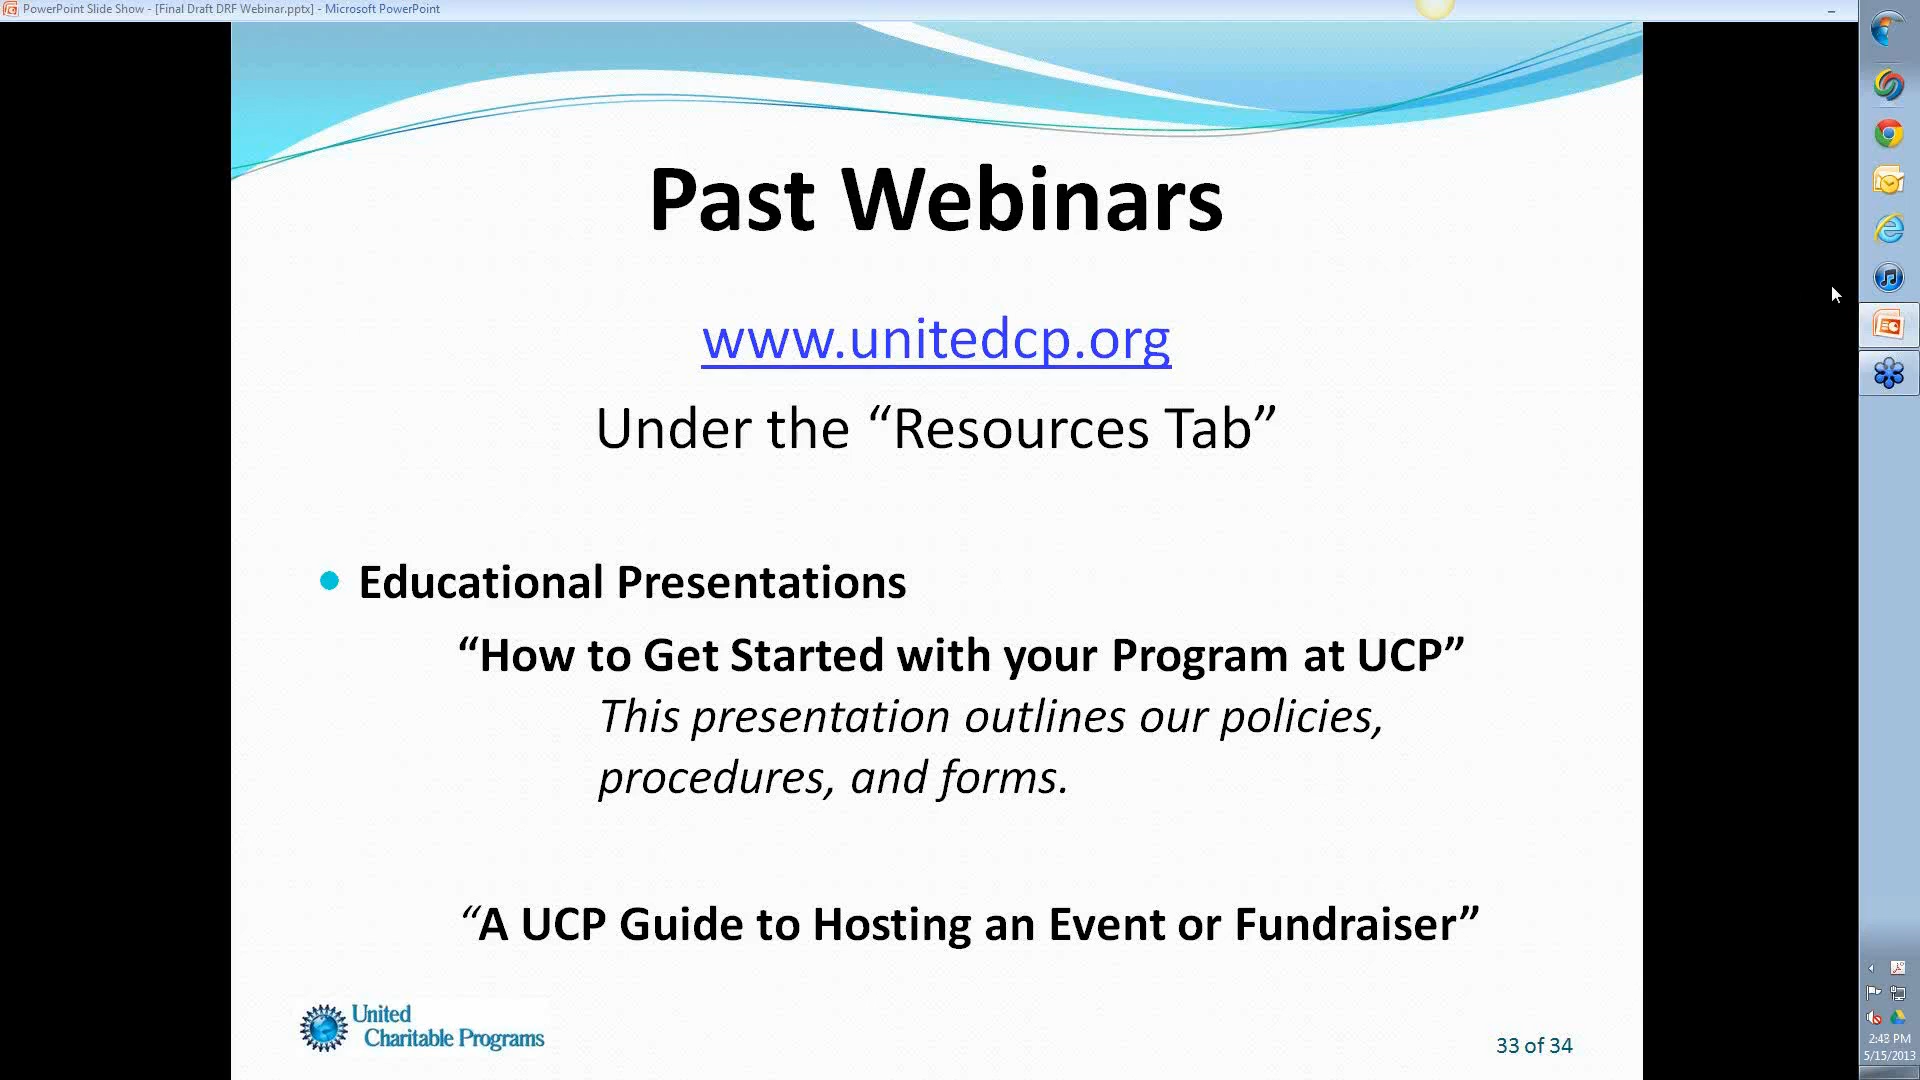 PowerPoint Slide Show - [Final Draft DRF Webinar.pptx] - Microsoft PowerPoint
Past Webinars
www.unitedcp.org
Under the “Resources Tab”
Educational Presentations
“How to Get Started with your Program at UCP”
This presentation outlines our policies,
procedures, and forms.
“A UCP Guide to Hosting an Event or Fundraiser”
United
Charitable Programs
33 of 34
2:43 PM
5/15/2013